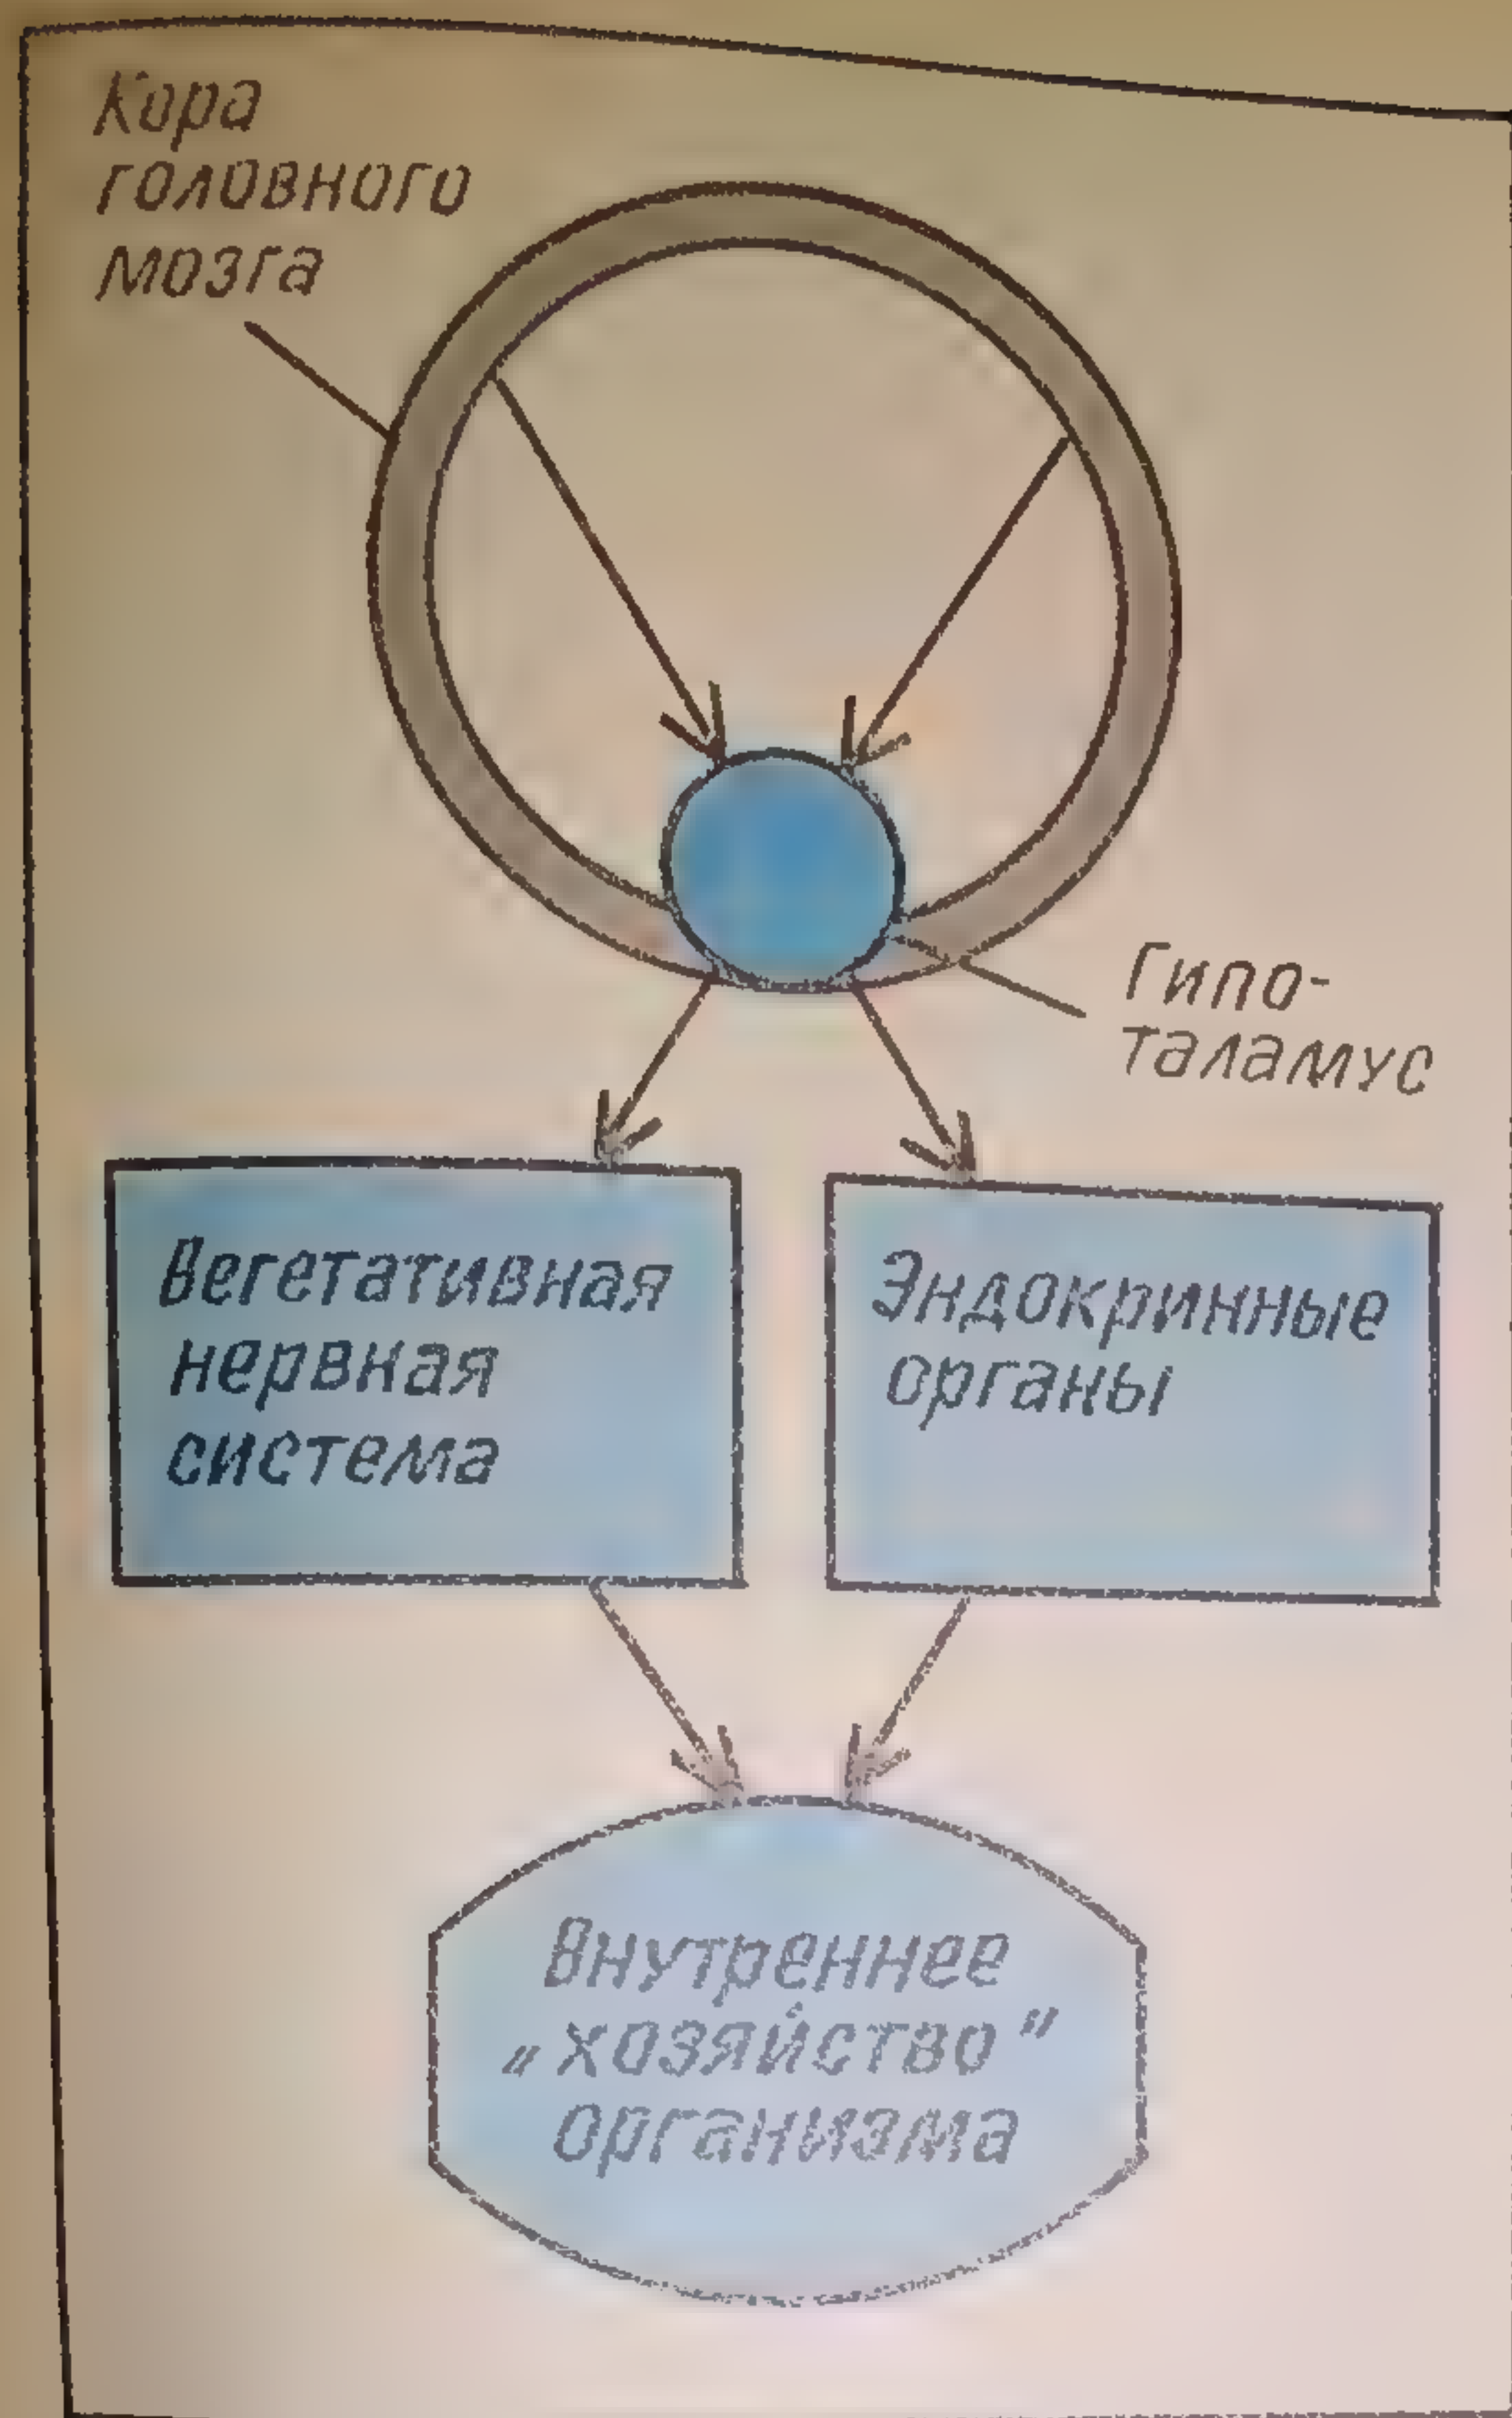 Кора
головного
мозга
Гипо-
таламус
Вегетативная
нервная
система
Эндокринные
органы
Внутреннее
„хозяйство"
организма